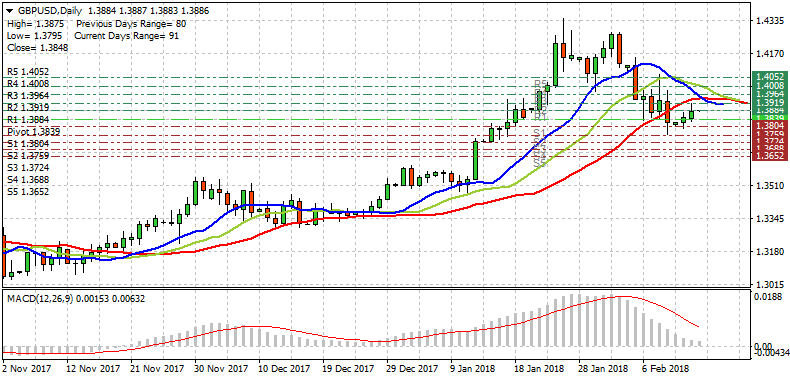 GBPUSD,Daily 1.3884 1.3887 1.3883 1.3886
High= 1.3875 Previous Days Range= 80
Low= 1.3795 Current Days Range= 91
Close= 1.3848
R5 1.4052
R4 1.4008
R3 1.3964
R2 1.3919
R1 1.3884
Pivot 1.3839
S1 1.3804
S2 1.3759
S3 1.3724
S4 1.3688
S5 1.3652
1.4335
1.4170
1.4052
1.4008
1.3964
1.3919
1.3884
1.3839
1.3804
1.3759
1.3724
1.3688
1.3652
1.3510
1.3345
1.3180
1.3015
MACD(12,26,9) 0.00153 0.00632
0.0188
0.00
-0.00434
2 Nov 2017 12 Nov 2017 21 Nov 2017 30 Nov 2017 10 Dec 2017 19 Dec 2017 29 Dec 2017 9 Jan 2018 18 Jan 2018 28 Jan 2018 6 Feb 2018